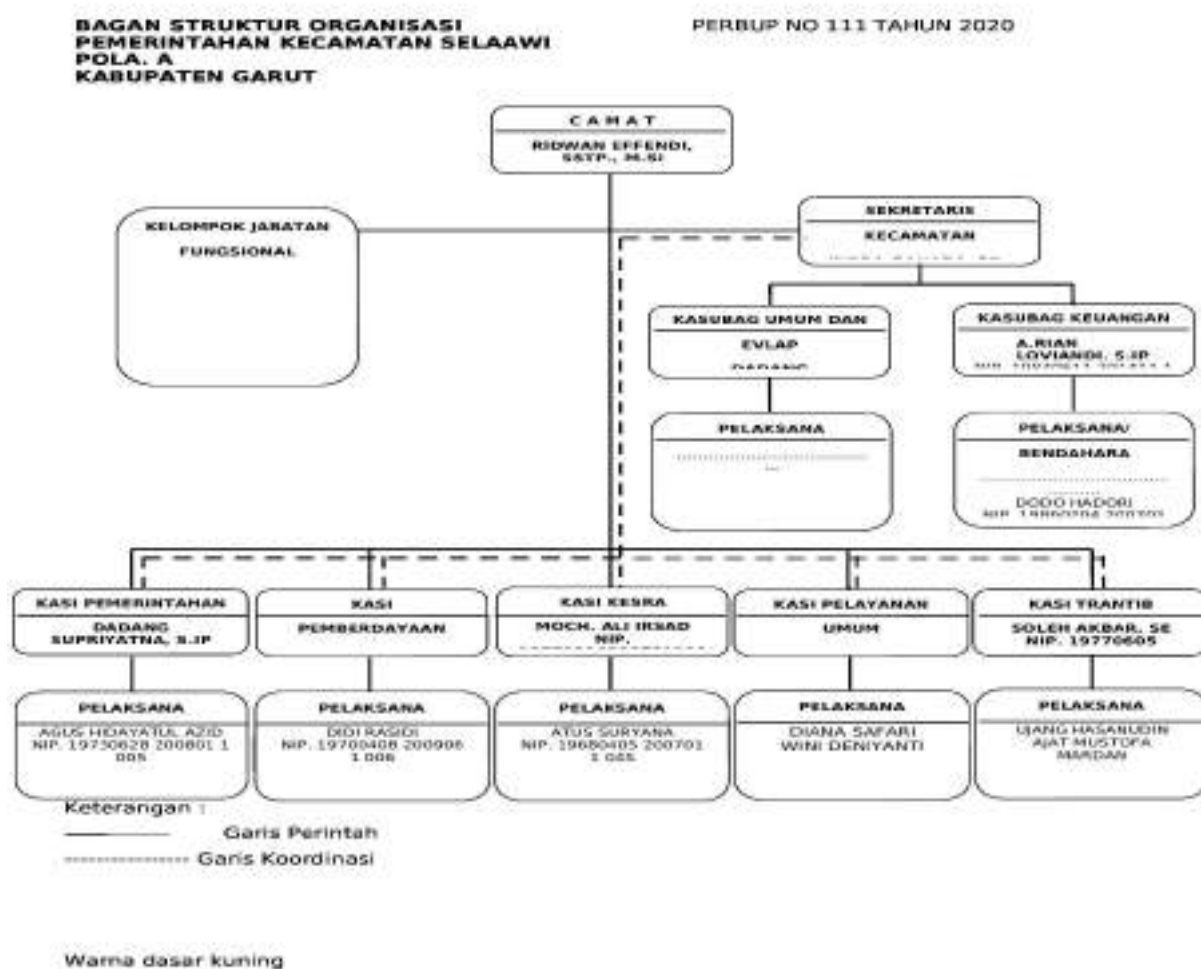 BAGAN STRUKTUR ORGANISASI
PEMERINTAHAN KECAMATAN SELAAWI
POLA. A
KABUPATEN GARUT
PERBUP NO 111 TAHUN 2020
C A M A T
RIDWAN EFFENDI,
SSTP., M.SI
KELOMPOK JABATAN
FUNGSIONAL
SEKRETARIS
KECAMATAN
KASUBAG UMUM DAN
EVLAP
DADANG
KASUBAG KEUANGAN
A.RIAN
LOVIANDI. S.IP
PELAKSANA
PELAKSANA/
BENDAHARA
DODO HADORI
KASI PEMERINTAHAN
DADANG
SUPRIYATNA, S.IP
KASI
PEMBERDAYAAN
KASI KESRA
MOCH. ALI IRSAD
NIP.
KASI PELAYANAN
UMUM
KASI TRANTIB
SOLEH AKBAR. SE
NIP. 19770605
PELAKSANA
AGUS HIDAYATUL AZID
NIP. 19730628 200801 1
005
PELAKSANA
DIDI RASIDI
NIP. 19700408 200906
1 006
PELAKSANA
ATUS SURYANA
NIP. 19680405 200701
1 045
PELAKSANA
DIANA SAFARI
WINI DENIYANTI
PELAKSANA
UJANG HASANUDIN
AJAT MUSTOFA
MARDAN
Keterangan :
Garis Perintah
Garis Koordinasi
Warna dasar kuning